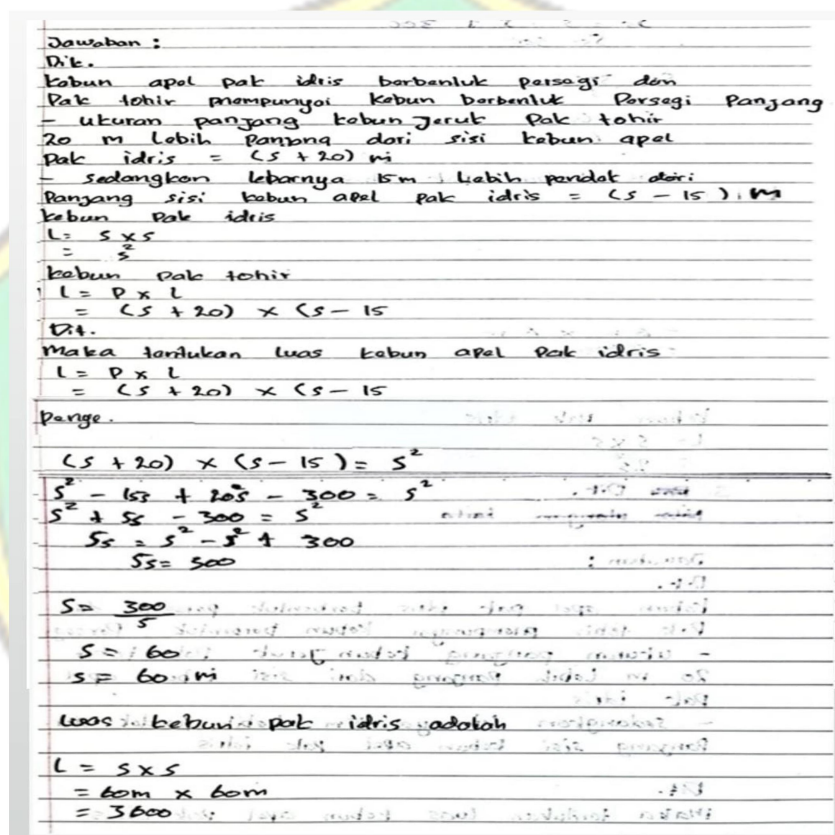 Jawaban :
Dik.
Kebun apel pak idris berbentuk persegi dan
Pak tohir mempunyai kebun berbentuk Persegi Panjang
- ukuran panjang kebun Jeruk Pak tohir
20 m Lebih Panjang dari sisi kebun apel
Pak idris = (s + 20) m
- sedangkan lebarnya 15m Lebih pendek dari
Panjang sisi kebun apel pak idris = (s - 15) m
kebun Pak idris
L = s x s
= s²
kebun Pak tohir
L = P x L
= (s + 20) x (s - 15
Dit.
Maka tentukan luas kebun apel Pak idris
L = P x L
= (s + 20) x (s - 15
Penye.
(s + 20) x (s - 15) = s²
s² - 15s + 20s - 300 = s²
s² + 5s - 300 = s²
5s = s² - s² + 300
5s = 300
s = 300
5
s = 60
s = 60 m
Luas kebun pak idris adalah
L = s x s
= 60m x 60m
= 3600